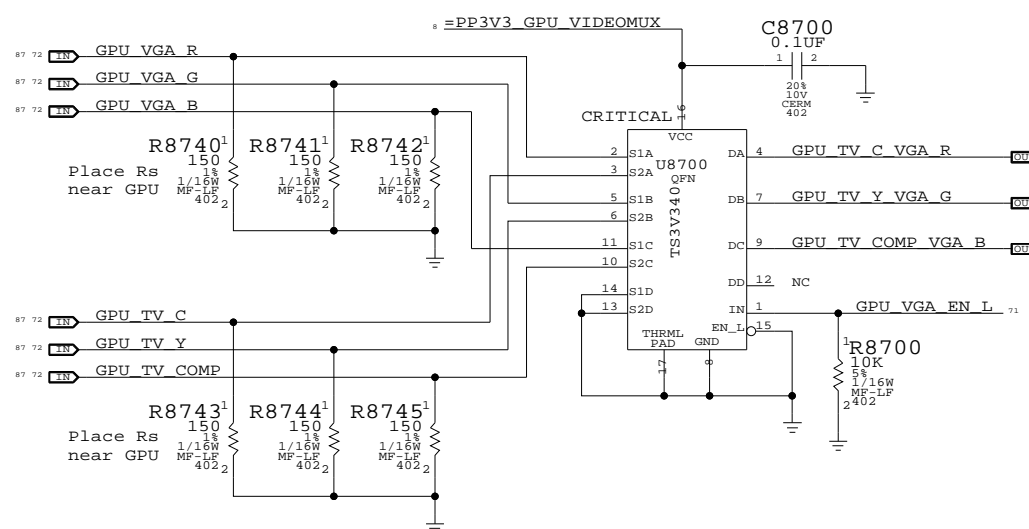 8 =PP3V3_GPU_VIDEOMUX
C8700
0.1UF
1 2
20%
10V
CERM
402
87 72 IN GPU_VGA_R
87 72 IN GPU_VGA_G
87 72 IN GPU_VGA_B
CRITICAL
16
VCC
R8740 1
150
1%
1/16W
MF-LF
402 2
R8741 1
150
1%
1/16W
MF-LF
402 2
R8742 1
150
1%
1/16W
MF-LF
402 2
Place Rs
near GPU
U8700
QFN
TS3V340
2 S1A
3 S2A
5 S1B
6 S2B
11 S1C
10 S2C
14 S1D
13 S2D
DA 4 GPU_TV_C_VGA_R OU
DB 7 GPU_TV_Y_VGA_G OU
DC 9 GPU_TV_COMP_VGA_B OU
DD 12 NC
IN 1 GPU_VGA_EN_L 71
EN_L 15
THRML
PAD
17
GND
8
R8700 1
10K
5%
1/16W
MF-LF
402 2
87 72 IN GPU_TV_C
87 72 IN GPU_TV_Y
87 72 IN GPU_TV_COMP
R8743 1
150
1%
1/16W
MF-LF
402 2
R8744 1
150
1%
1/16W
MF-LF
402 2
R8745 1
150
1%
1/16W
MF-LF
402 2
Place Rs
near GPU